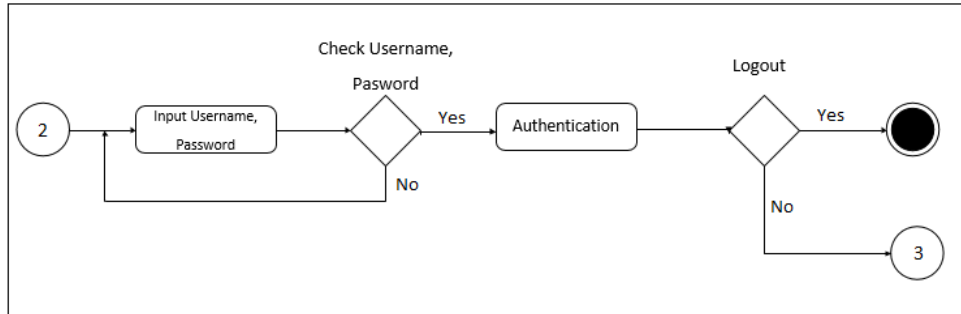 Check Username,
Pasword
Logout
2
Input Username,
Password
Yes
Authentication
Yes
No
No
3